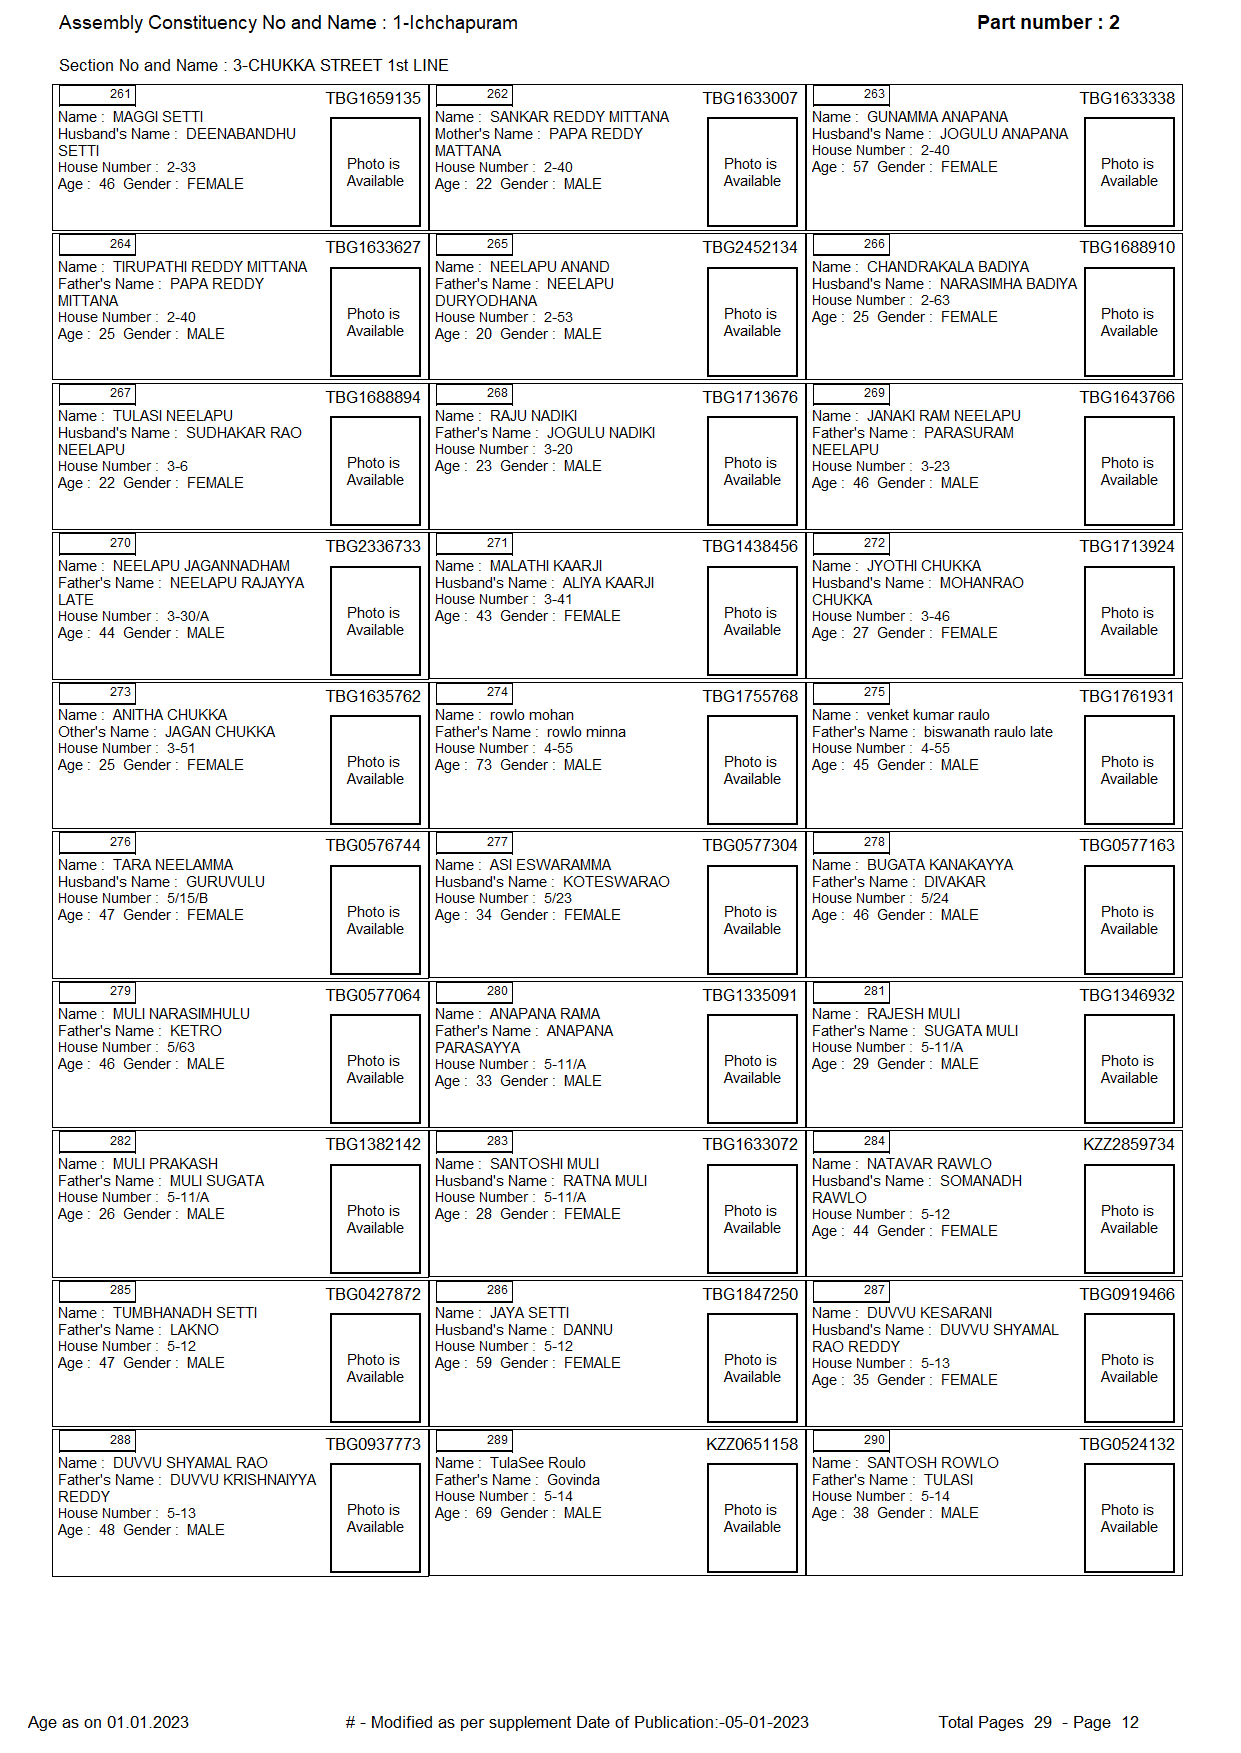 Assembly Constituency No and Name : 1-Ichchapuram
Part number : 2
Section No and Name : 3-CHUKKA STREET 1st LINE
261
TBG1659135
Name : MAGGI SETTI
Husband's Name : DEENABANDHU
SETTI
House Number : 2-33
Age : 46 Gender : FEMALE
Photo is
Available
262
TBG1633007
Name : SANKAR REDDY MITTANA
Mother's Name : PAPA REDDY
MATTANA
House Number : 2-40
Age : 22 Gender : MALE
Photo is
Available
263
TBG1633338
Name : GUNAMMA ANAPANA
Husband's Name : JOGULU ANAPANA
House Number : 2-40
Age : 57 Gender : FEMALE
Photo is
Available
264
TBG1633627
Name : TIRUPATHI REDDY MITTANA
Father's Name : PAPA REDDY
MITTANA
House Number : 2-40
Age : 25 Gender : MALE
Photo is
Available
265
TBG2452134
Name : NEELAPU ANAND
Father's Name : NEELAPU
DURYODHANA
House Number : 2-53
Age : 20 Gender : MALE
Photo is
Available
266
TBG1688910
Name : CHANDRAKALA BADIYA
Husband's Name : NARASIMHA BADIYA
House Number : 2-63
Age : 25 Gender : FEMALE
Photo is
Available
267
TBG1688894
Name : TULASI NEELAPU
Husband's Name : SUDHAKAR RAO
NEELAPU
House Number : 3-6
Age : 22 Gender : FEMALE
Photo is
Available
268
TBG1713676
Name : RAJU NADIKI
Father's Name : JOGULU NADIKI
House Number : 3-20
Age : 23 Gender : MALE
Photo is
Available
269
TBG1643766
Name : JANAKI RAM NEELAPU
Father's Name : PARASURAM
NEELAPU
House Number : 3-23
Age : 46 Gender : MALE
Photo is
Available
270
TBG2336733
Name : NEELAPU JAGANNADHAM
Father's Name : NEELAPU RAJAYYA
LATE
House Number : 3-30/A
Age : 44 Gender : MALE
Photo is
Available
271
TBG1438456
Name : MALATHI KAARJI
Husband's Name : ALIYA KAARJI
House Number : 3-41
Age : 43 Gender : FEMALE
Photo is
Available
272
TBG1713924
Name : JYOTHI CHUKKA
Husband's Name : MOHANRAO
CHUKKA
House Number : 3-46
Age : 27 Gender : FEMALE
Photo is
Available
273
TBG1635762
Name : ANITHA CHUKKA
Other's Name : JAGAN CHUKKA
House Number : 3-51
Age : 25 Gender : FEMALE
Photo is
Available
274
TBG1755768
Name : rowlo mohan
Father's Name : rowlo minna
House Number : 4-55
Age : 73 Gender : MALE
Photo is
Available
275
TBG1761931
Name : venket kumar raulo
Father's Name : biswanath raulo late
House Number : 4-55
Age : 45 Gender : MALE
Photo is
Available
276
TBG0576744
Name : TARA NEELAMMA
Husband's Name : GURUVULU
House Number : 5/15/B
Age : 47 Gender : FEMALE
Photo is
Available
277
TBG0577304
Name : ASI ESWARAMMA
Husband's Name : KOTESWARAO
House Number : 5/23
Age : 34 Gender : FEMALE
Photo is
Available
278
TBG0577163
Name : BUGATA KANAKAYYA
Father's Name : DIVAKAR
House Number : 5/24
Age : 46 Gender : MALE
Photo is
Available
279
TBG0577064
Name : MULI NARASIMHULU
Father's Name : KETRO
House Number : 5/63
Age : 46 Gender : MALE
Photo is
Available
280
TBG1335091
Name : ANAPANA RAMA
Father's Name : ANAPANA
PARASAYYA
House Number : 5-11/A
Age : 33 Gender : MALE
Photo is
Available
281
TBG1346932
Name : RAJESH MULI
Father's Name : SUGATA MULI
House Number : 5-11/A
Age : 29 Gender : MALE
Photo is
Available
282
TBG1382142
Name : MULI PRAKASH
Father's Name : MULI SUGATA
House Number : 5-11/A
Age : 26 Gender : MALE
Photo is
Available
283
TBG1633072
Name : SANTOSHI MULI
Husband's Name : RATNA MULI
House Number : 5-11/A
Age : 28 Gender : FEMALE
Photo is
Available
284
KZZ2859734
Name : NATAVAR RAWLO
Husband's Name : SOMANADH
RAWLO
House Number : 5-12
Age : 44 Gender : FEMALE
Photo is
Available
285
TBG0427872
Name : TUMBHANADH SETTI
Father's Name : LAKNO
House Number : 5-12
Age : 47 Gender : MALE
Photo is
Available
286
TBG1847250
Name : JAYA SETTI
Husband's Name : DANNU
House Number : 5-12
Age : 59 Gender : FEMALE
Photo is
Available
287
TBG0919466
Name : DUVVU KESARANI
Husband's Name : DUVVU SHYAMAL
RAO REDDY
House Number : 5-13
Age : 35 Gender : FEMALE
Photo is
Available
288
TBG0937773
Name : DUVVU SHYAMAL RAO
Father's Name : DUVVU KRISHNAIYYA
REDDY
House Number : 5-13
Age : 48 Gender : MALE
Photo is
Available
289
KZZ0651158
Name : TulaSee Roulo
Father's Name : Govinda
House Number : 5-14
Age : 69 Gender : MALE
Photo is
Available
290
TBG0524132
Name : SANTOSH ROWLO
Father's Name : TULASI
House Number : 5-14
Age : 38 Gender : MALE
Photo is
Available
Age as on 01.01.2023
# - Modified as per supplement Date of Publication:-05-01-2023
Total Pages 29 - Page 12